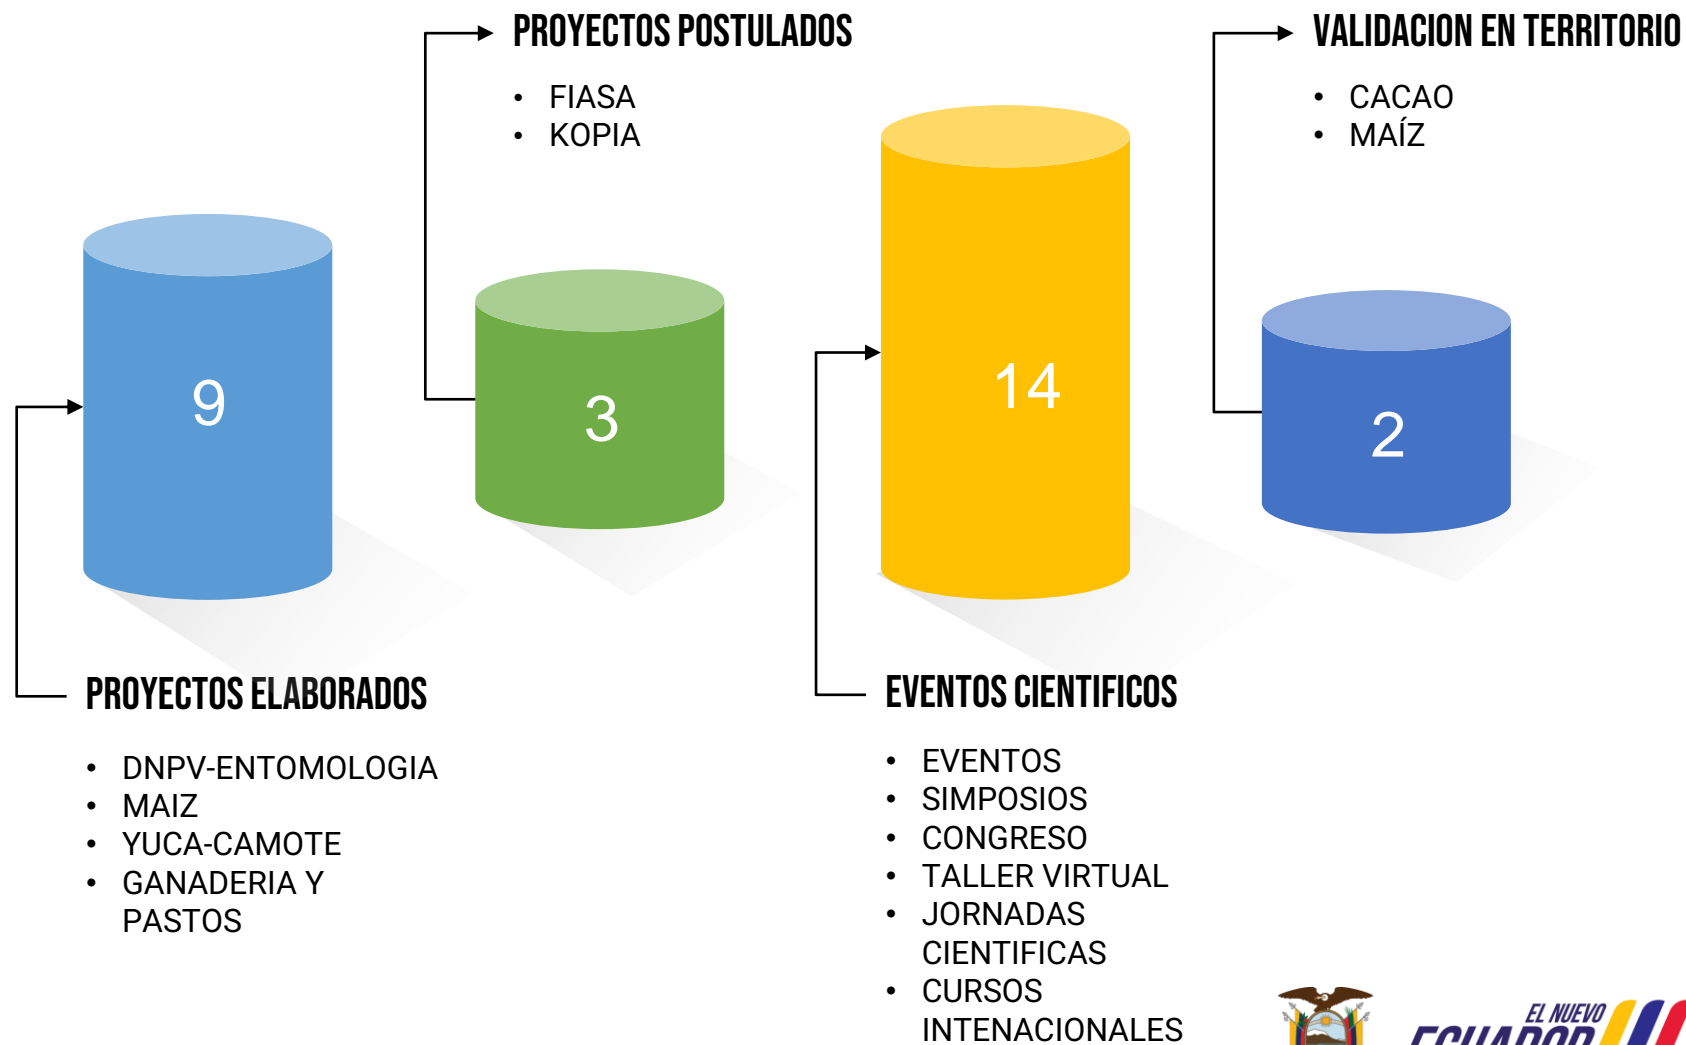 PROYECTOS POSTULADOS
• FIASA
• KOPIA
VALIDACION EN TERRITORIO
• CACAO
• MAÍZ
9
3
14
2
PROYECTOS ELABORADOS
• DNPV-ENTOMOLOGIA
• MAIZ
• YUCA-CAMOTE
• GANADERIA Y
PASTOS
EVENTOS CIENTIFICOS
• EVENTOS
• SIMPOSIOS
• CONGRESO
• TALLER VIRTUAL
• JORNADAS
CIENTIFICAS
• CURSOS
INTENACIONALES
EL NUEVO
ECUADOR